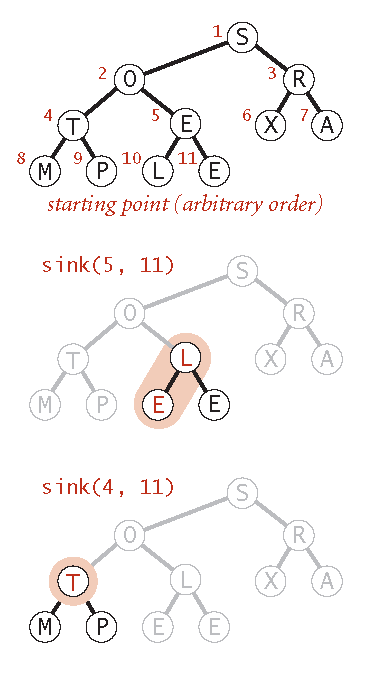 1 S
2 O 3 R
4 T 5 E 6 X 7 A
8 M 9 P 10 L 11 E
starting point (arbitrary order)
sink(5, 11)
S
O R
T L X A
M P E E
sink(4, 11)
S
O R
T L X A
M P E E